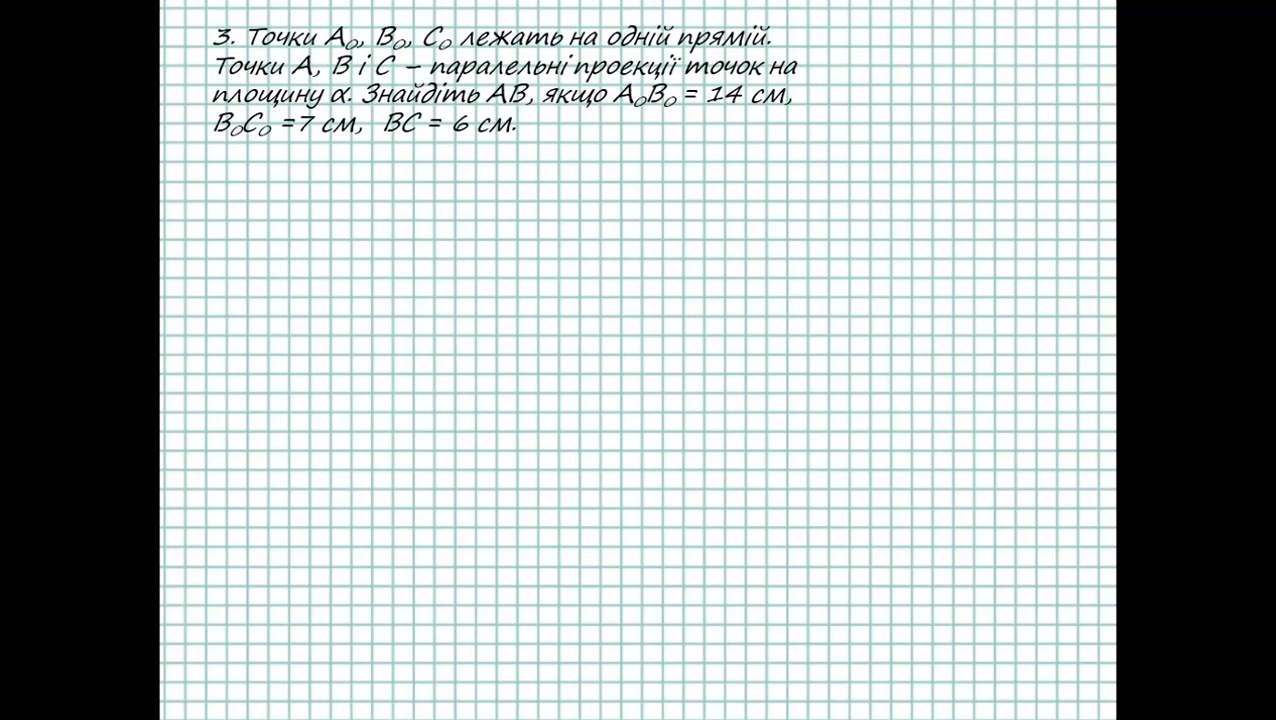 3. Точки A₀, B₀, C₀ лежать на одній прямій.
Точки A, B і C – паралельні проекції точок на
площину α. Знайдіть AB, якщо A₀B₀ = 14 см,
B₀C₀ =7 см, BC = 6 см.